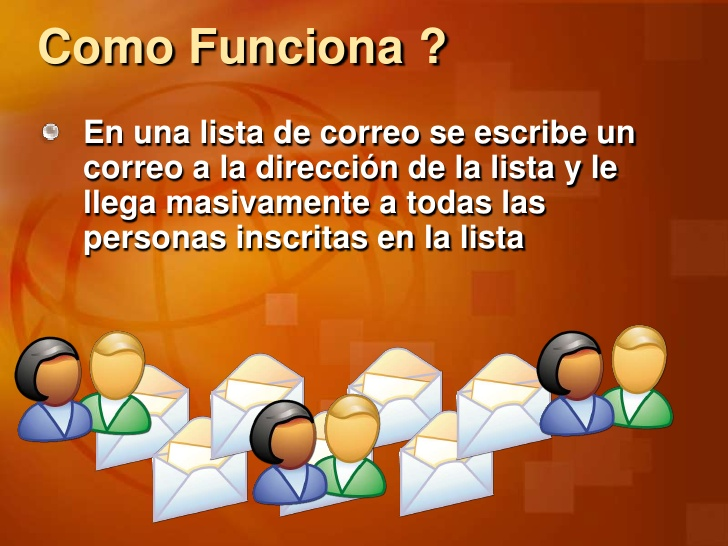 Como Funciona ?
En una lista de correo se escribe un
correo a la dirección de la lista y le
llega masivamente a todas las
personas inscritas en la lista